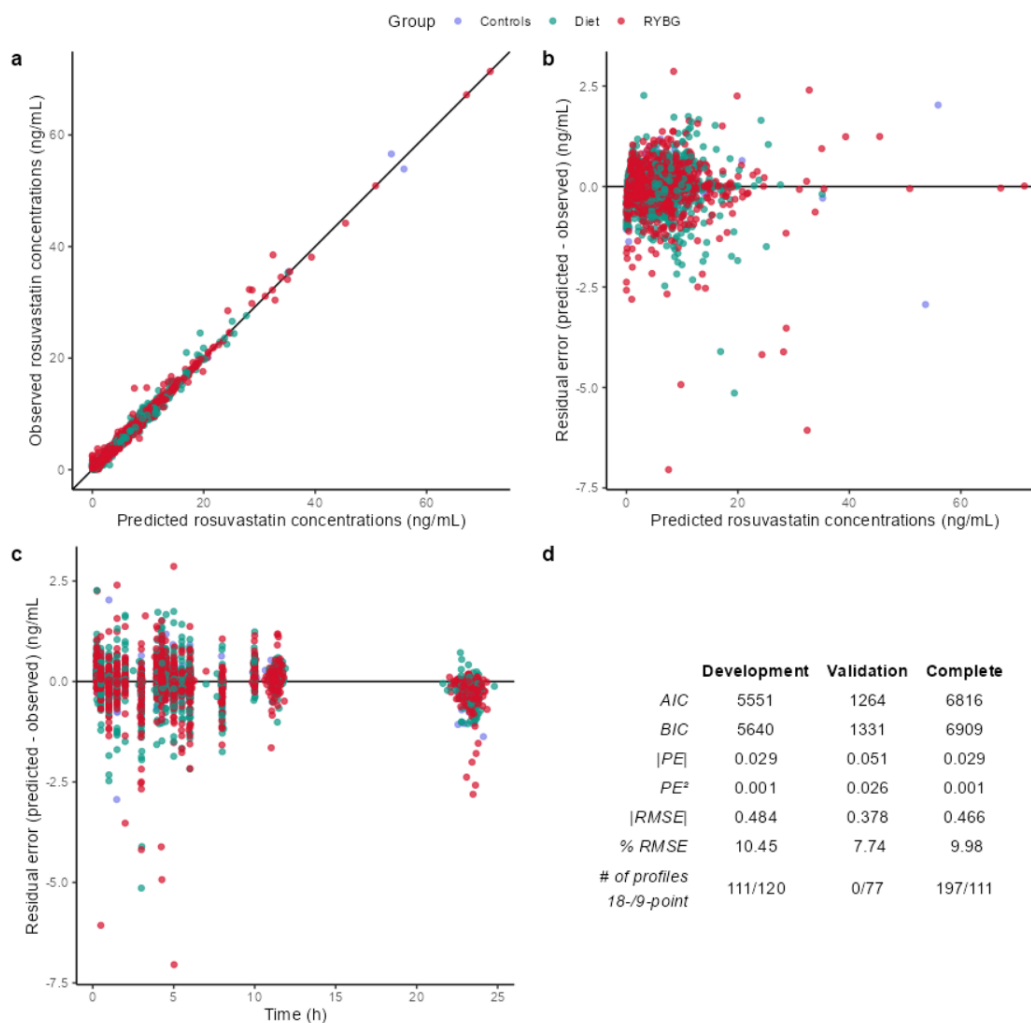 Group Controls Diet RYBG
a
Observed rosuvastatin concentrations (ng/mL)
60
40
20
0
0 20 40 60
Predicted rosuvastatin concentrations (ng/mL)
b
Residual error (predicted - observed) (ng/mL)
2.5
0.0
-2.5
-5.0
-7.5
0 20 40 60
Predicted rosuvastatin concentrations (ng/mL)
c
Residual error (predicted - observed) (ng/mL
2.5
0.0
-2.5
-5.0
-7.5
0 5 10 15 20 25
Time (h)
d
Development Validation Complete
AIC 5551 1264 6816
BIC 5640 1331 6909
|PE| 0.029 0.051 0.029
PE² 0.001 0.026 0.001
|RMSE| 0.484 0.378 0.466
% RMSE 10.45 7.74 9.98
# of profiles
18-/9-point 111/120 0/77 197/111